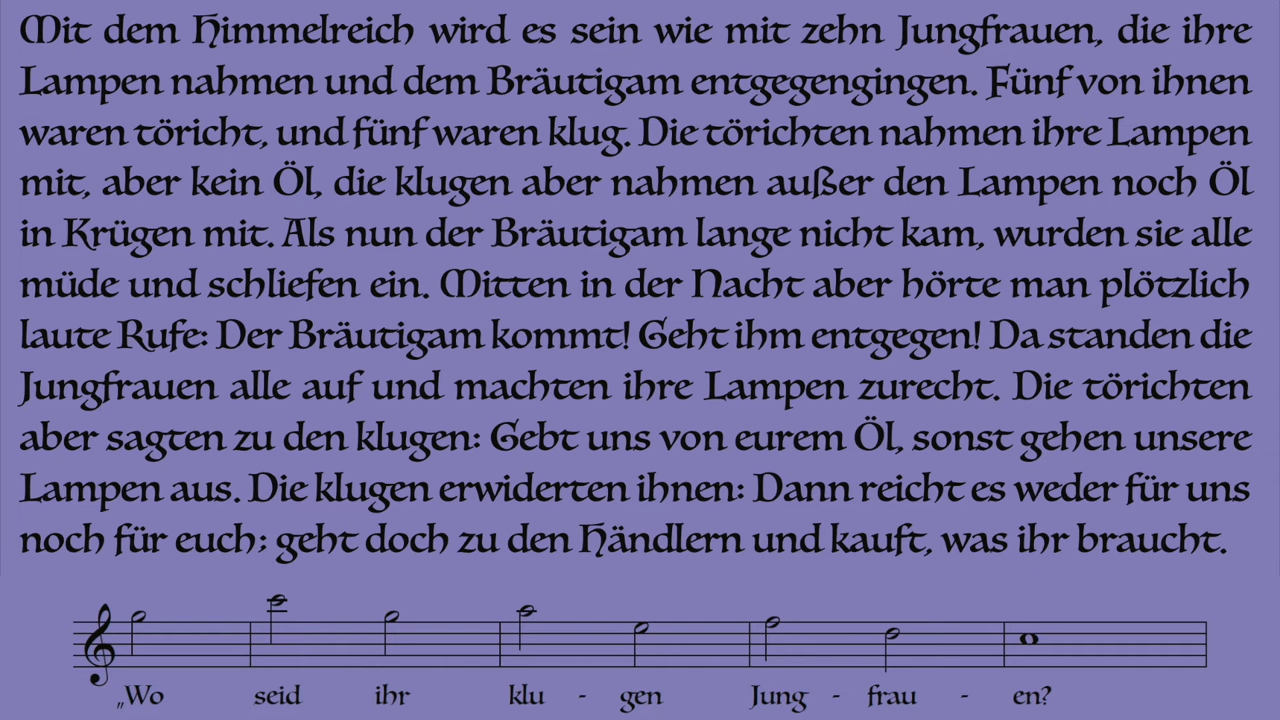 Mit dem Himmelreich wird es sein wie mit zehn Jungfrauen, die ihre
Lampen nahmen und dem Bräutigam entgegengingen. Fünf von ihnen
waren töricht, und fünf waren klug. Die törichten nahmen ihre Lampen
mit, aber kein Öl, die klugen aber nahmen außer den Lampen noch Öl
in Krügen mit. Als nun der Bräutigam lange nicht kam, wurden sie alle
müde und schliefen ein. Mitten in der Nacht aber hörte man plötzlich
laute Rufe: Der Bräutigam kommt! Geht ihm entgegen! Da standen die
Jungfrauen alle auf und machten ihre Lampen zurecht. Die törichten
aber sagten zu den klugen: Gebt uns von eurem Öl, sonst gehen unsere
Lampen aus. Die klugen erwiderten ihnen: Dann reicht es weder für uns
noch für euch; geht doch zu den Händlern und kauft, was ihr braucht.
„Wo seid ihr klu - gen Jung - frau - en?